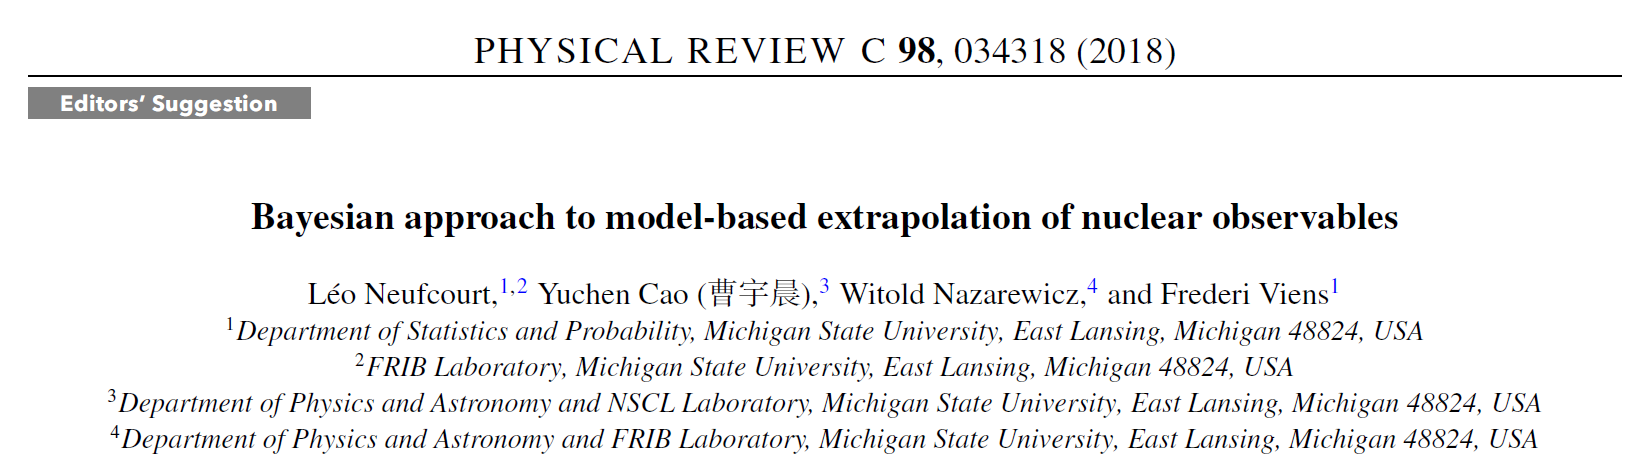 PHYSICAL REVIEW C 98, 034318 (2018)
Editors’ Suggestion
Bayesian approach to model-based extrapolation of nuclear observables
Léo Neufcourt,1,2 Yuchen Cao (曹宇晨),3 Witold Nazarewicz,4 and Frederi Viens1
1Department of Statistics and Probability, Michigan State University, East Lansing, Michigan 48824, USA
2FRIB Laboratory, Michigan State University, East Lansing, Michigan 48824, USA
3Department of Physics and Astronomy and NSCL Laboratory, Michigan State University, East Lansing, Michigan 48824, USA
4Department of Physics and Astronomy and FRIB Laboratory, Michigan State University, East Lansing, Michigan 48824, USA